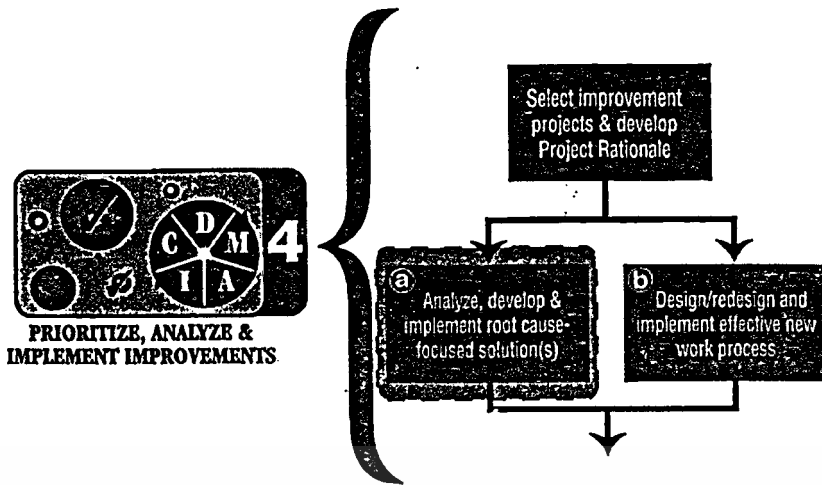 Select improvement
projects & develop
Project Rationale
D
C
M
I
A
4
PRIORITIZE, ANALYZE &
IMPLEMENT IMPROVEMENTS
a
Analyze, develop &
implement root cause-
focused solution(s)
b
Design/redesign and
implement effective new
work process